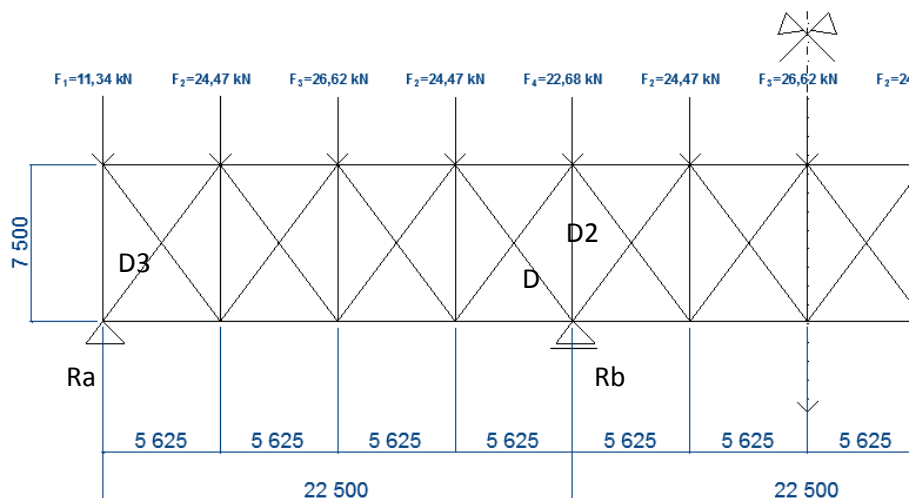 F₁=11,34 kN F₂=24,47 kN F₃=26,62 kN F₂=24,47 kN F₄=22,68 kN F₂=24,47 kN F₃=26,62 kN F₂=24
7 500
D2
D3
D
Ra Rb
5 625 5 625 5 625 5 625 5 625 5 625 5 625
22 500 22 500